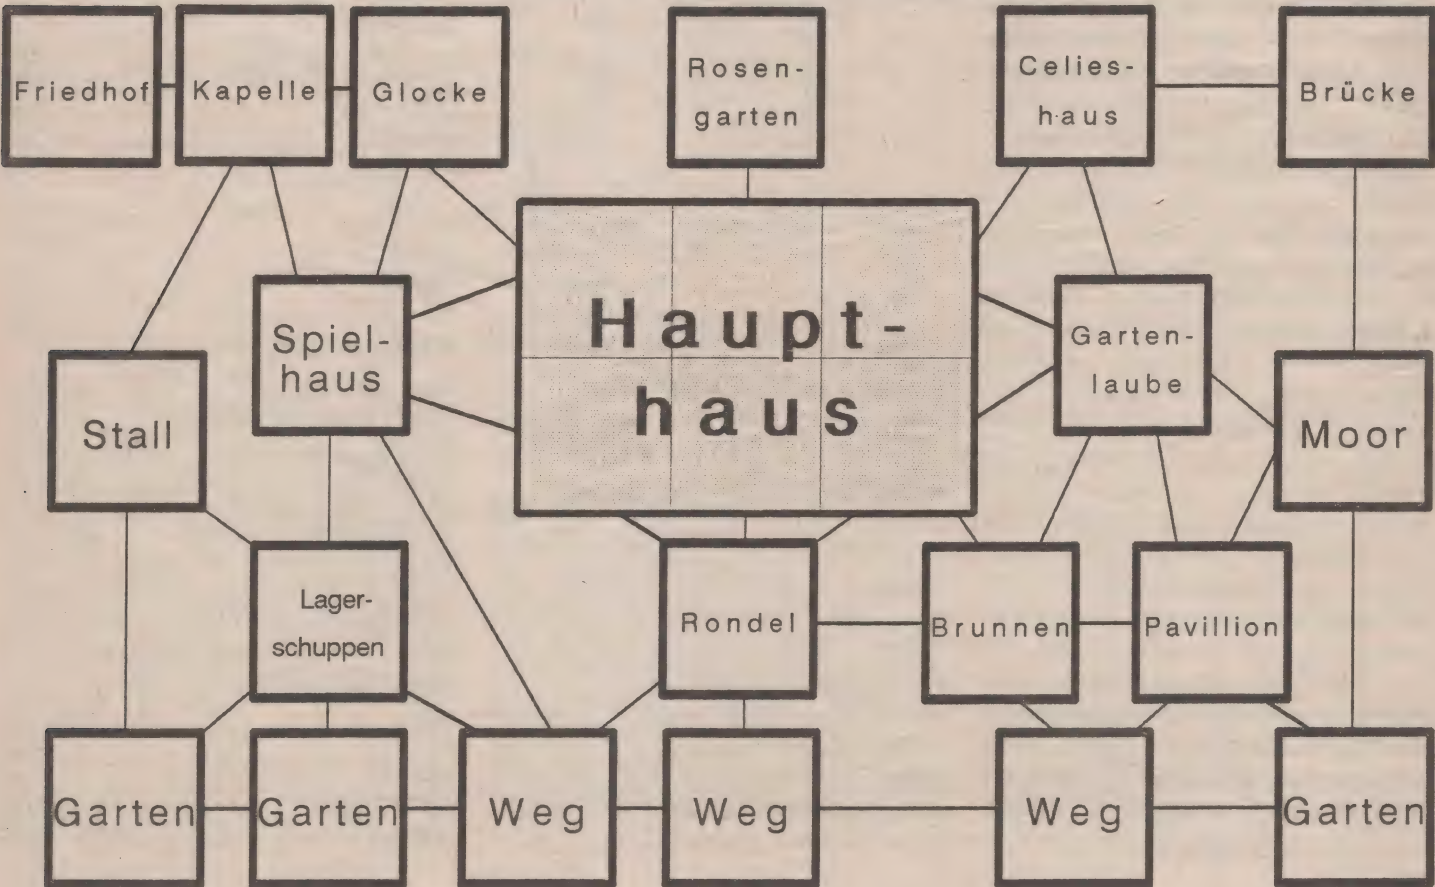 Friedhof
Kapelle
Glocke
Rosen-
garten
Celies-
haus
Brücke
Spiel-
haus
Haupt-
haus
Garten-
laube
Stall
Moor
Lager-
schuppen
Rondel
Brunnen
Pavillion
Garten
Garten
Weg
Weg
Weg
Garten